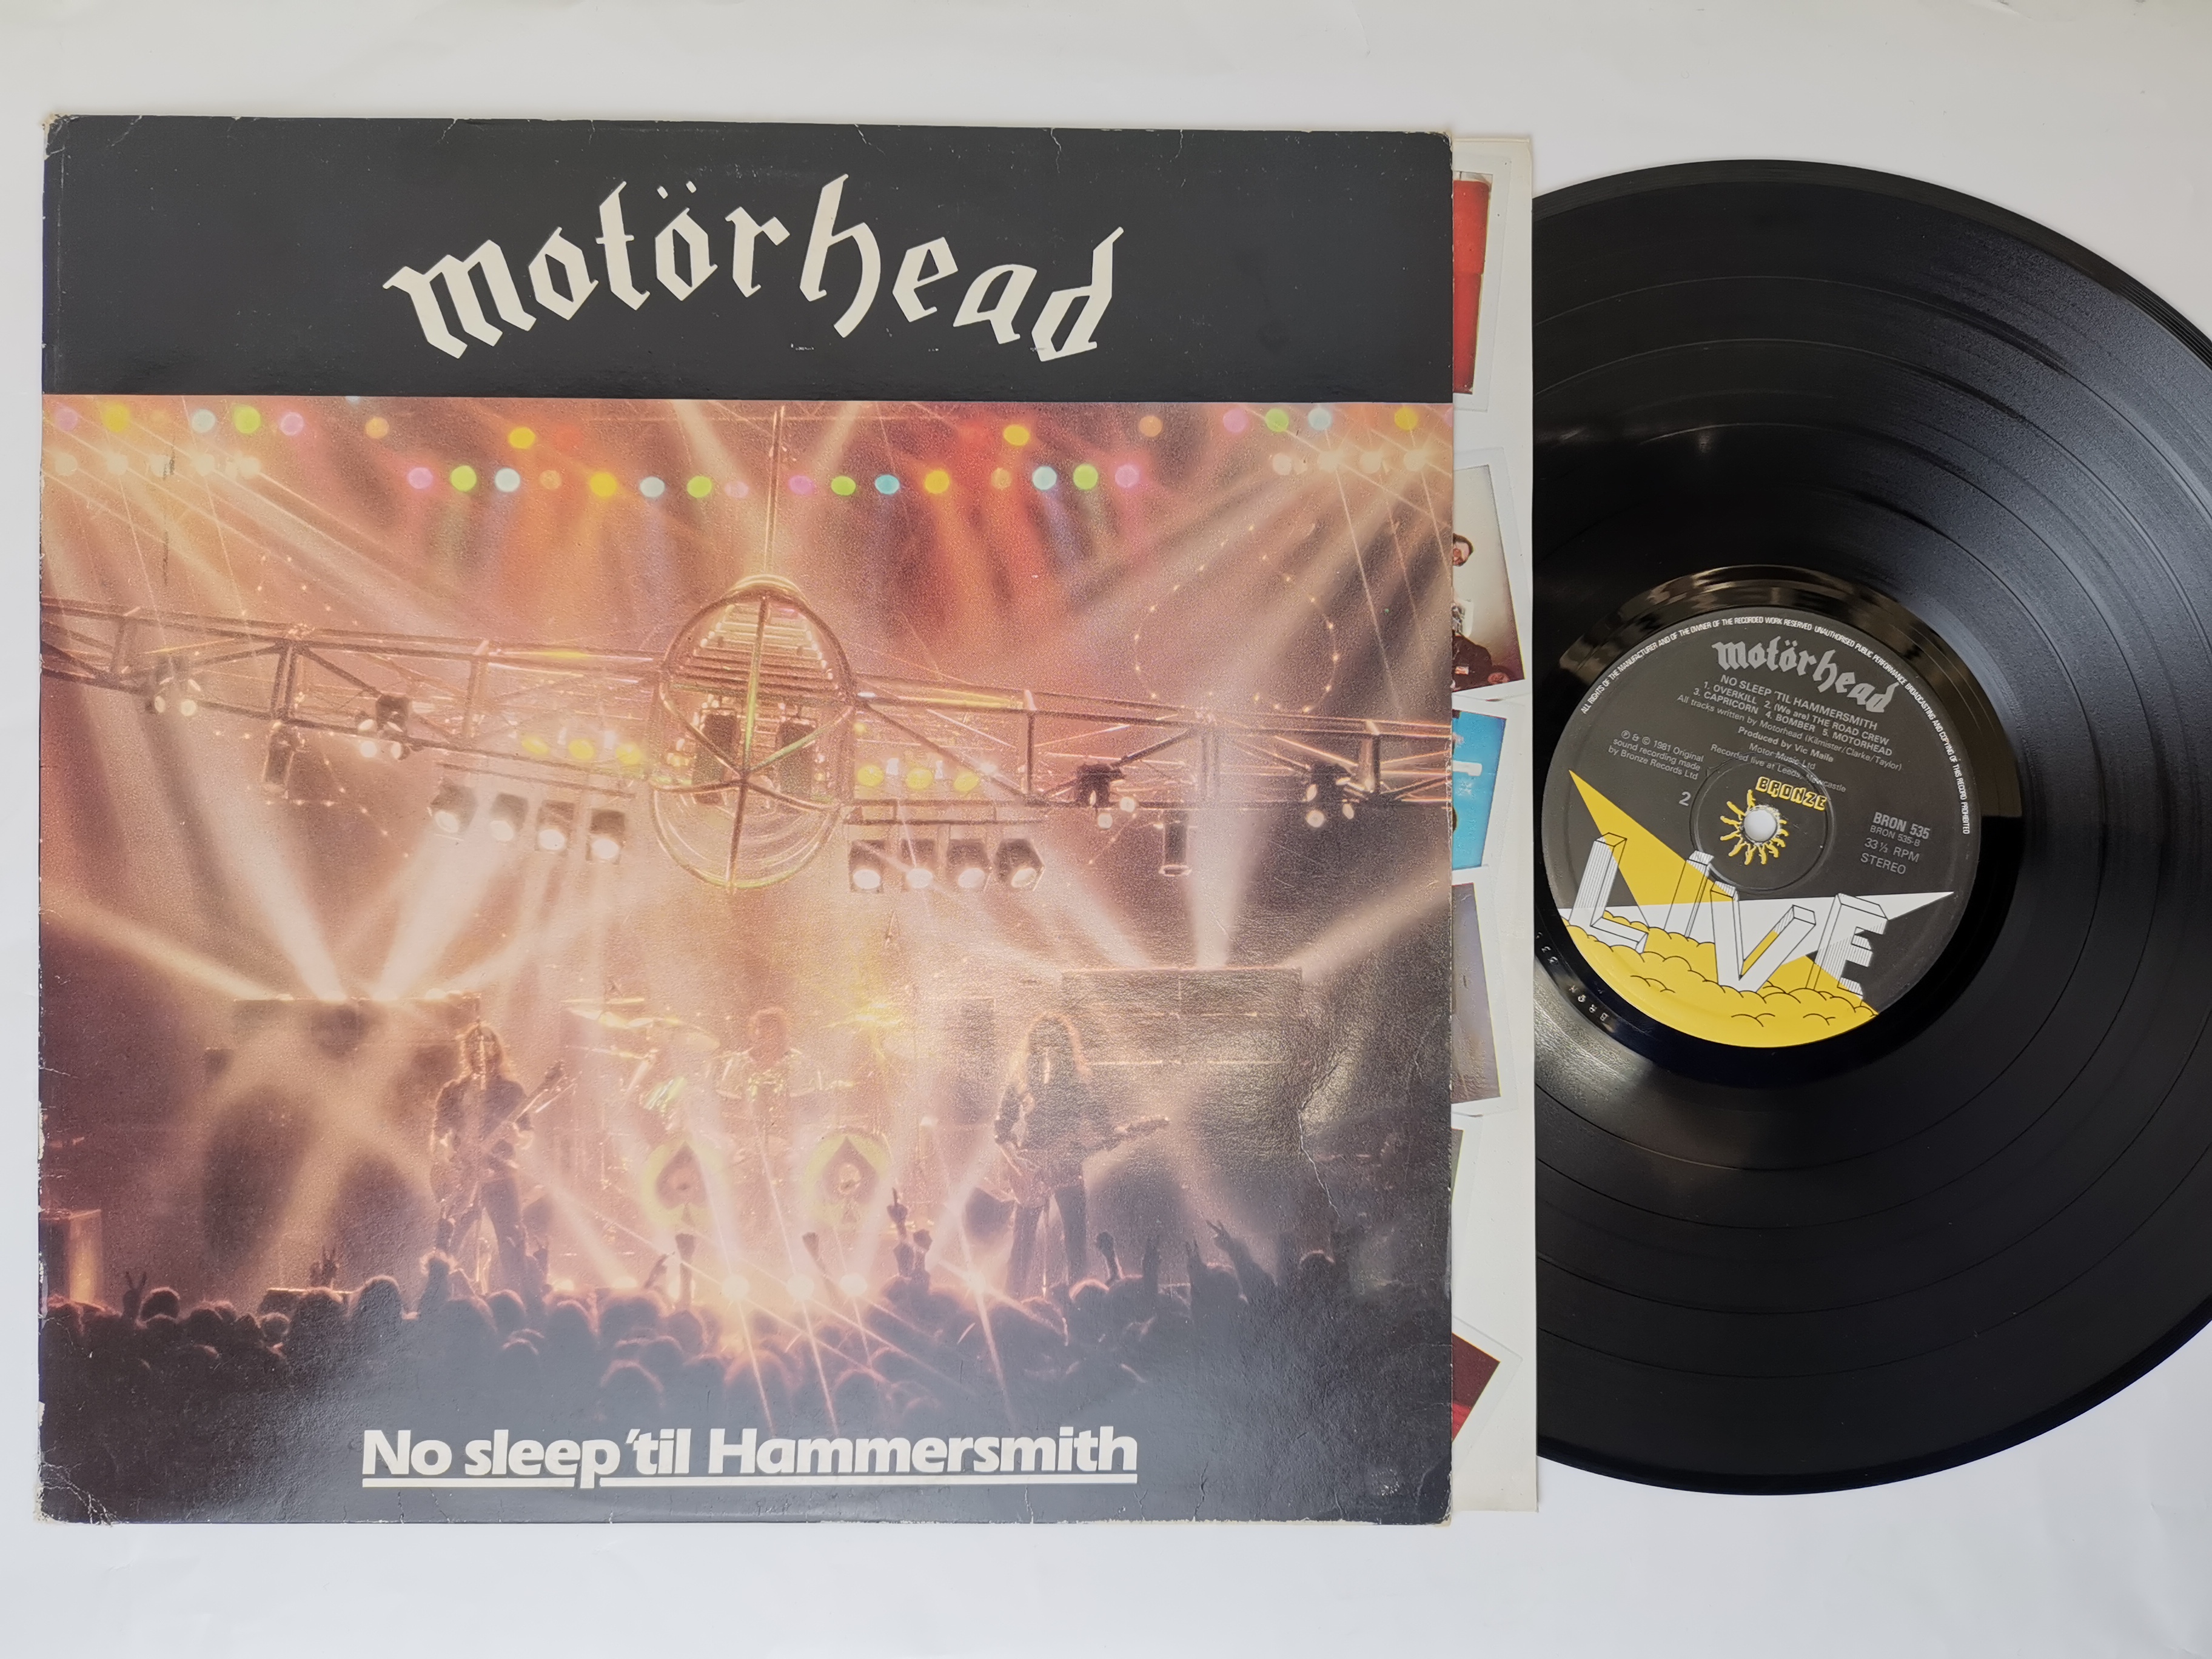 motörhead
No sleep 'til Hammersmith
ALL RIGHTS OF THE MANUFACTURER AND OF THE OWNER OF THE RECORDED WORK RESERVED · UNAUTHORISED PUBLIC PERFORMANCE BROADCASTING AND COPYING OF THIS RECORD PROHIBITED
motörhead
NO SLEEP 'TIL HAMMERSMITH
1. OVERKILL 2. (We are) THE ROAD CREW
3. CAPRICORN 4. BOMBER 5. MOTORHEAD
All tracks written by Motorhead (Kilmister/Clarke/Taylor)
Produced by Vic Maile
Motor-Music Ltd
Recorded live at Leeds,
℗ & © 1981 Original
sound recording made
by Bronze Records Ltd
BRONZE
2
BRON 535
BRON 535-B
33⅓ RPM
STEREO
LIVE